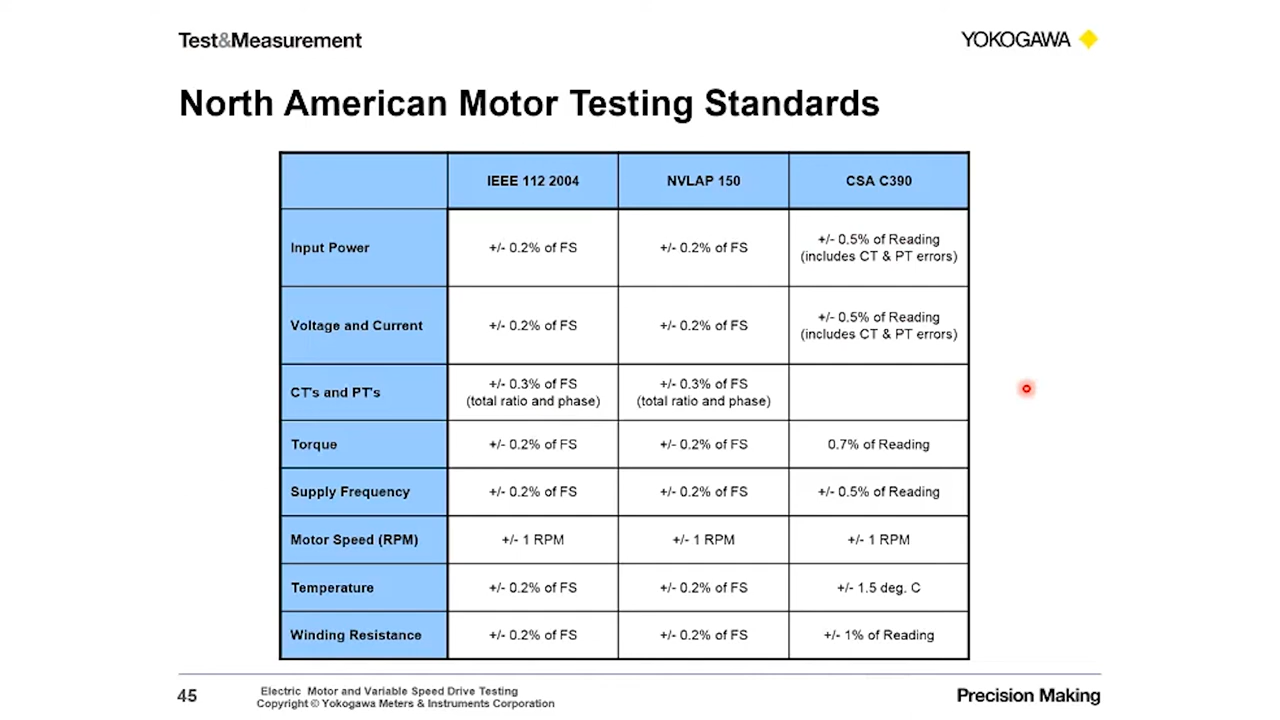 Test&Measurement
YOKOGAWA
North American Motor Testing Standards
IEEE 112 2004
NVLAP 150
CSA C390
Input Power
+/- 0.2% of FS
+/- 0.2% of FS
+/- 0.5% of Reading
(includes CT & PT errors)
Voltage and Current
+/- 0.2% of FS
+/- 0.2% of FS
+/- 0.5% of Reading
(includes CT & PT errors)
CT's and PT's
+/- 0.3% of FS
(total ratio and phase)
+/- 0.3% of FS
(total ratio and phase)
Torque
+/- 0.2% of FS
+/- 0.2% of FS
0.7% of Reading
Supply Frequency
+/- 0.2% of FS
+/- 0.2% of FS
+/- 0.5% of Reading
Motor Speed (RPM)
+/- 1 RPM
+/- 1 RPM
+/- 1 RPM
Temperature
+/- 0.2% of FS
+/- 0.2% of FS
+/- 1.5 deg. C
Winding Resistance
+/- 0.2% of FS
+/- 0.2% of FS
+/- 1% of Reading
45
Electric Motor and Variable Speed Drive Testing
Copyright © Yokogawa Meters & Instruments Corporation
Precision Making